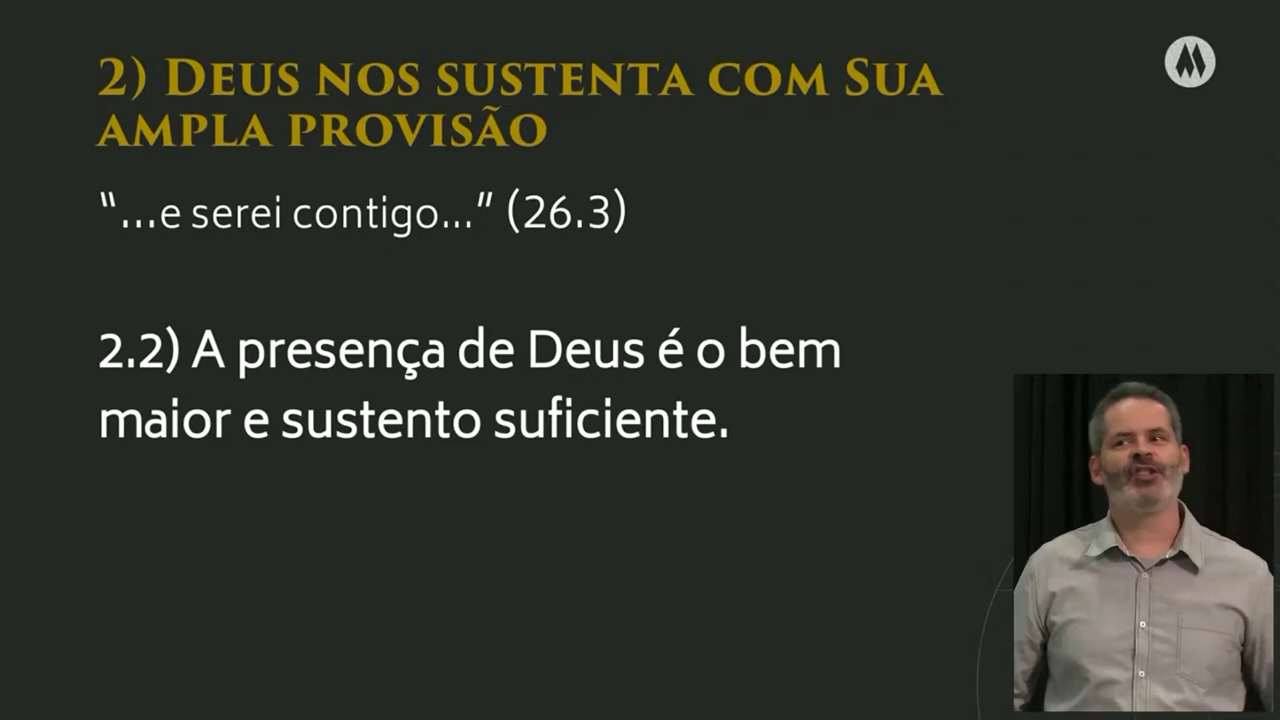 2) Deus nos sustenta com Sua
ampla provisão
“...e serei contigo...” (26.3)
2.2) A presença de Deus é o bem
maior e sustento suficiente.